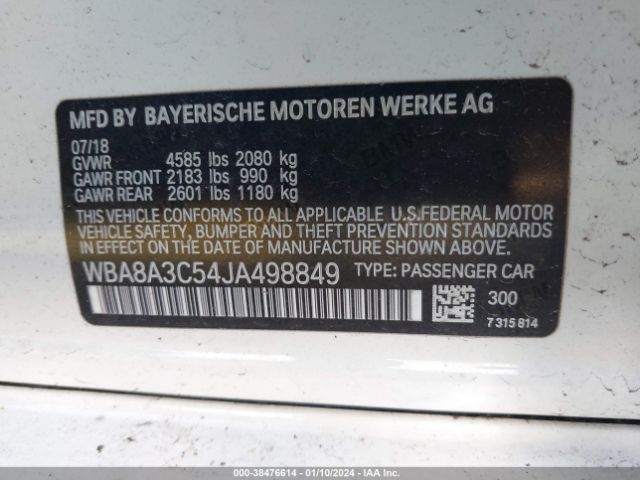 MFD BY BAYERISCHE MOTOREN WERKE AG
07/18
GVWR 4585 lbs 2080 kg
GAWR FRONT 2183 lbs 990 kg
GAWR REAR 2601 lbs 1180 kg
THIS VEHICLE CONFORMS TO ALL APPLICABLE U.S.FEDERAL MOTOR
VEHICLE SAFETY, BUMPER AND THEFT PREVENTION STANDARDS
IN EFFECT ON THE DATE OF MANUFACTURE SHOWN ABOVE.
WBA8A3C54JA498849 TYPE: PASSENGER CAR
300
7 315 814
000-38476614 - 01/10/2024 - IAA Inc.